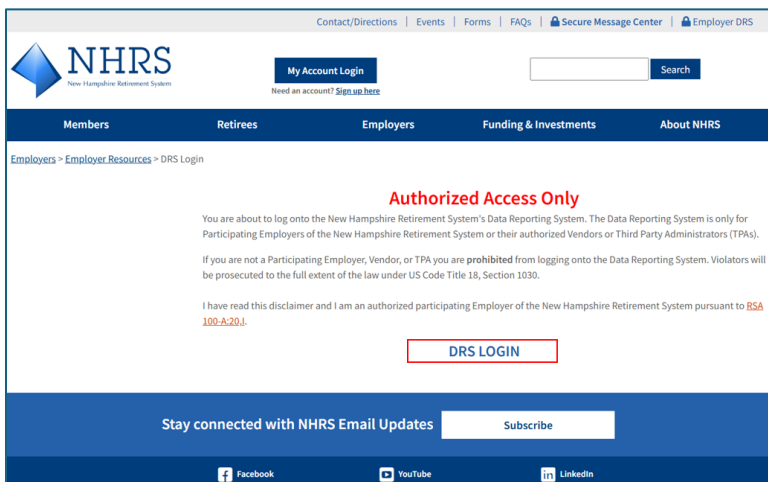 Contact/Directions | Events | Forms | FAQs | Secure Message Center | Employer DRS
NHRS
New Hampshire Retirement System
My Account Login
Need an account? Sign up here
Search
Members Retirees Employers Funding & Investments About NHRS
Employers > Employer Resources > DRS Login
Authorized Access Only
You are about to log onto the New Hampshire Retirement System's Data Reporting System. The Data Reporting System is only for
Participating Employers of the New Hampshire Retirement System or their authorized Vendors or Third Party Administrators (TPAs).
If you are not a Participating Employer, Vendor, or TPA you are prohibited from logging onto the Data Reporting System. Violators will
be prosecuted to the full extent of the law under US Code Title 18, Section 1030.
I have read this disclaimer and I am an authorized participating Employer of the New Hampshire Retirement System pursuant to RSA
100-A:20,I.
DRS LOGIN
Stay connected with NHRS Email Updates Subscribe
Facebook YouTube LinkedIn